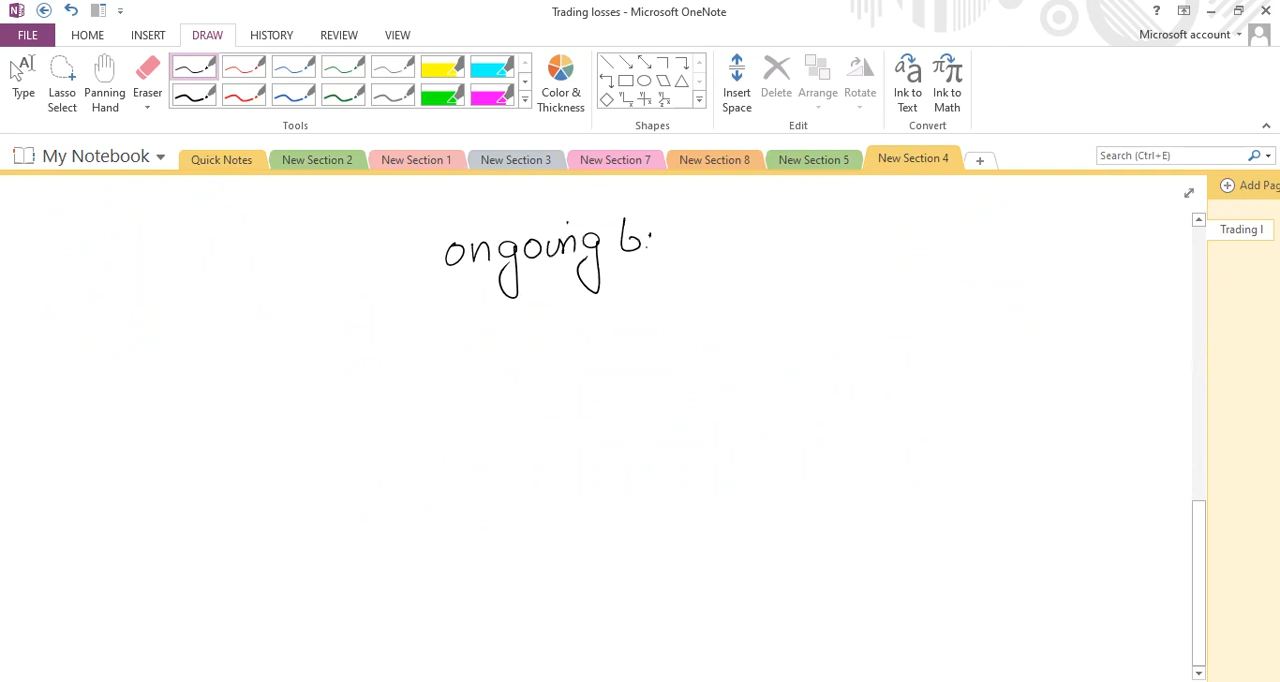 Trading losses - Microsoft OneNote
?
FILE HOME INSERT DRAW HISTORY REVIEW VIEW
Microsoft account
Type
Lasso Select
Panning Hand
Eraser
Color & Thickness
Insert Space
Delete
Arrange
Rotate
Ink to Text
Ink to Math
Tools Shapes Edit Convert
My Notebook Quick Notes New Section 2 New Section 1 New Section 3 New Section 7 New Section 8 New Section 5 New Section 4 Search (Ctrl+E)
Add Pag
Trading l
ongoing b: